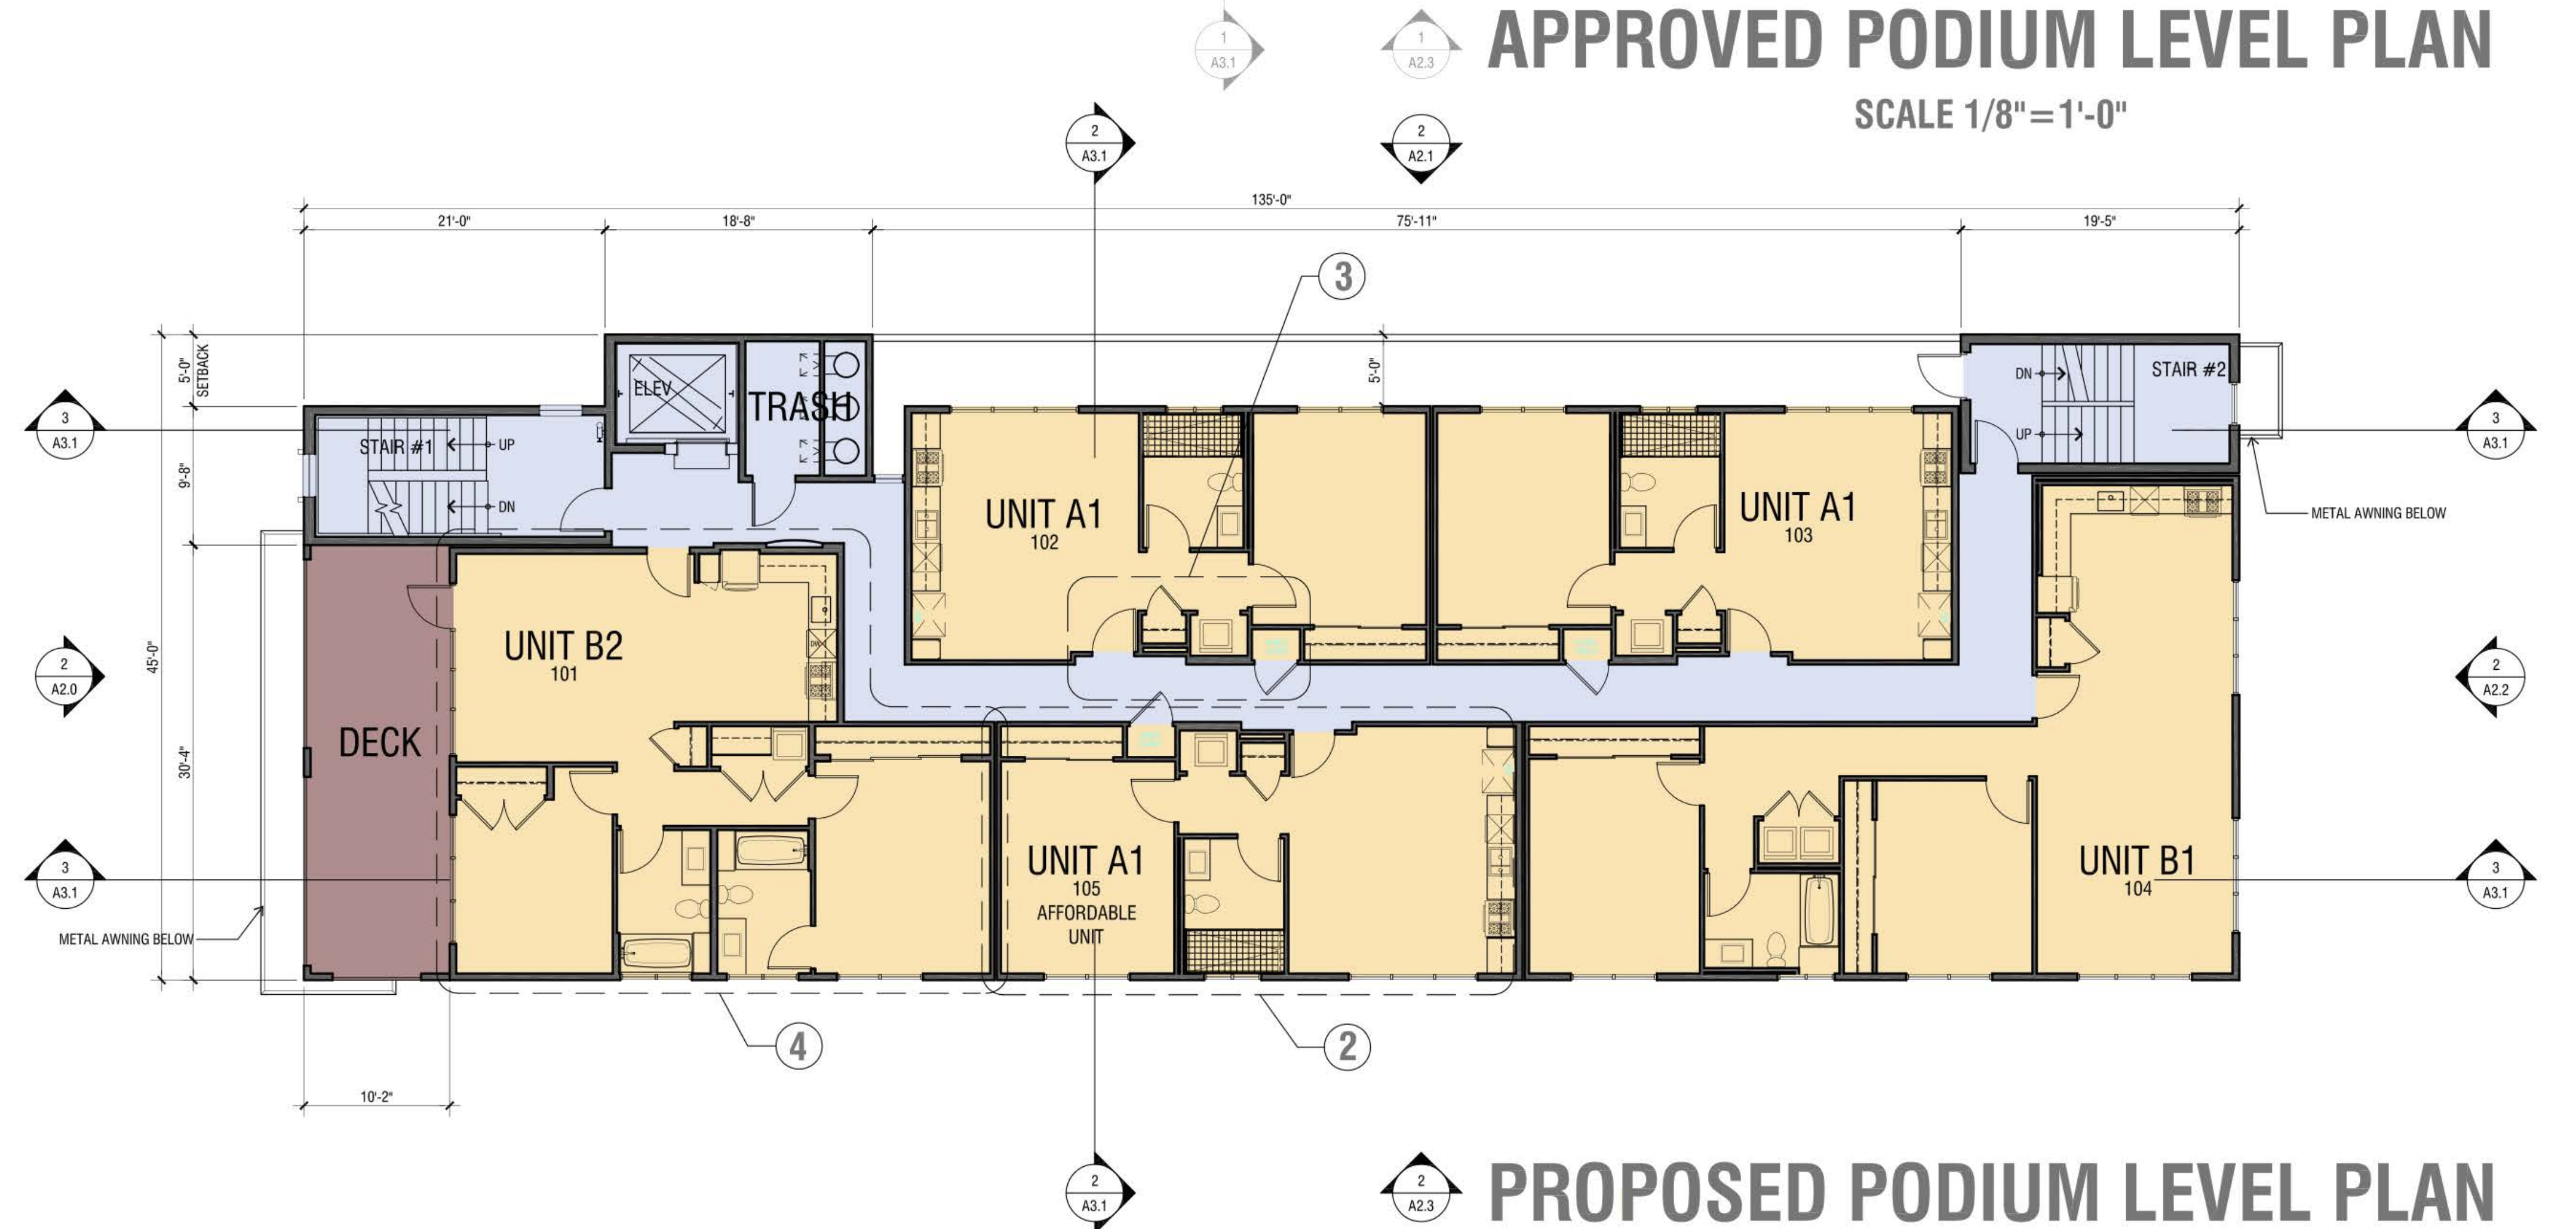 1
A3.1
1
A2.3
APPROVED PODIUM LEVEL PLAN
SCALE 1/8"=1'-0"
2
A3.1
2
A2.1
135'-0"
21'-0"
18'-8"
75'-11"
19'-5"
3
5'-0"
SETBACK
5'-0"
ELEV
TRASH
STAIR #2
DN
UP
3
A3.1
3
A3.1
STAIR #1
UP
DN
9'-8"
METAL AWNING BELOW
UNIT A1
102
UNIT A1
103
UNIT B2
101
45'-0"
2
A2.0
2
A2.2
DECK
30'-4"
UNIT A1
105
AFFORDABLE
UNIT
UNIT B1
104
3
A3.1
3
A3.1
METAL AWNING BELOW
4
2
10'-2"
2
A3.1
2
A2.3
PROPOSED PODIUM LEVEL PLAN